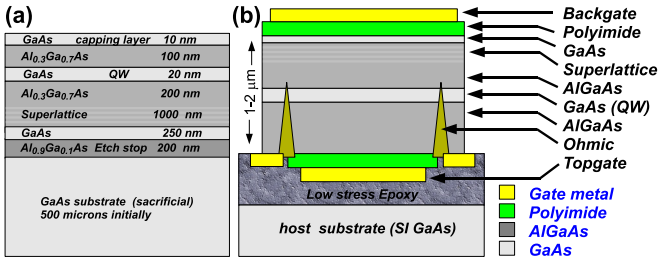 (a)
GaAs capping layer 10 nm
Al0.3Ga0.7As 100 nm
GaAs QW 20 nm
Al0.3Ga0.7As 200 nm
Superlattice 1000 nm
GaAs 250 nm
Al0.9Ga0.1As Etch stop 200 nm
GaAs substrate (sacrificial)
500 microns initially
(b)
1-2 μm
Backgate
Polyimide
GaAs
Superlattice
AlGaAs
GaAs (QW)
AlGaAs
Ohmic
Topgate
Low stress Epoxy
host substrate (SI GaAs)
Gate metal
Polyimide
AlGaAs
GaAs